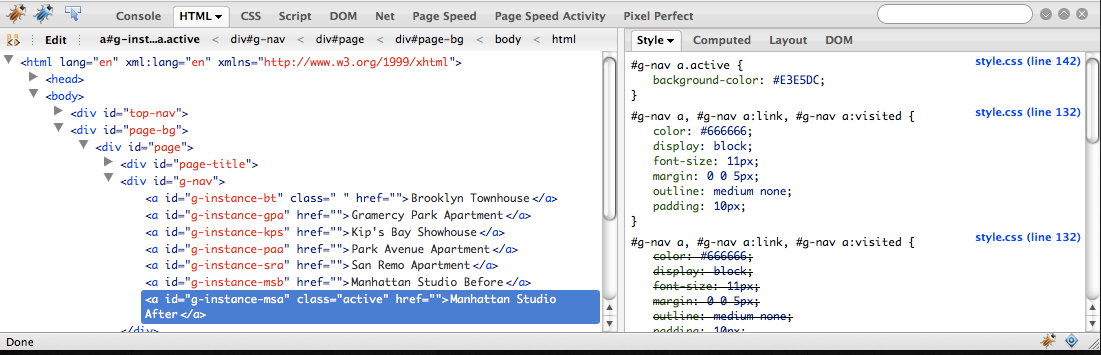 Console HTML CSS Script DOM Net Page Speed Page Speed Activity Pixel Perfect
Edit a#g-inst...a.active < div#g-nav < div#page < div#page-bg < body < html
Style Computed Layout DOM
<html lang="en" xml:lang="en" xmlns="http://www.w3.org/1999/xhtml">
<head>
<body>
<div id="top-nav">
<div id="page-bg">
<div id="page">
<div id="page-title">
<div id="g-nav">
<a id="g-instance-bt" class=" " href="">Brooklyn Townhouse</a>
<a id="g-instance-gpa" href="">Gramercy Park Apartment</a>
<a id="g-instance-kps" href="">Kip's Bay Showhouse</a>
<a id="g-instance-paa" href="">Park Avenue Apartment</a>
<a id="g-instance-sra" href="">San Remo Apartment</a>
<a id="g-instance-msb" href="">Manhattan Studio Before</a>
<a id="g-instance-msa" class="active" href="">Manhattan Studio
After</a>
</div>
#g-nav a.active { style.css (line 142)
background-color: #E3E5DC;
}
#g-nav a, #g-nav a:link, #g-nav a:visited { style.css (line 132)
color: #666666;
display: block;
font-size: 11px;
margin: 0 0 5px;
outline: medium none;
padding: 10px;
}
#g-nav a, #g-nav a:link, #g-nav a:visited { style.css (line 132)
color: #666666;
display: block;
font-size: 11px;
margin: 0 0 5px;
outline: medium none;
padding: 10px;
Done